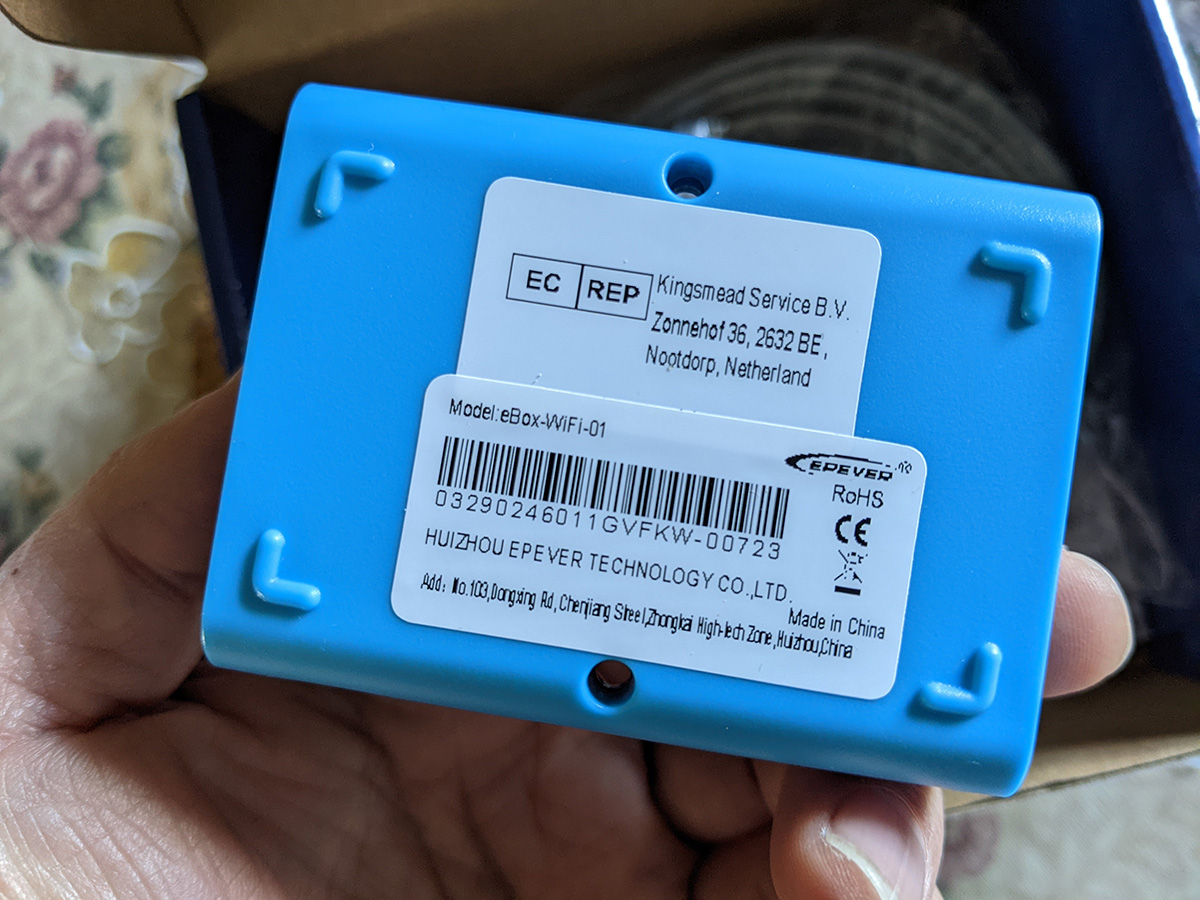 EC REP
Kingsmead Service B.V.
Zonnehof 36, 2632 BE,
Nootdorp, Netherland
Model:eBox-WiFi-01
EPEVER
RoHS
CE
03290246011GVFKW-00723
HUIZHOU EPEVER TECHNOLOGY CO.,LTD.
Made in China
Add: No.103,Dongxing Rd, Chenjiang Street,Zhongkai High-tech Zone,Huizhou,China